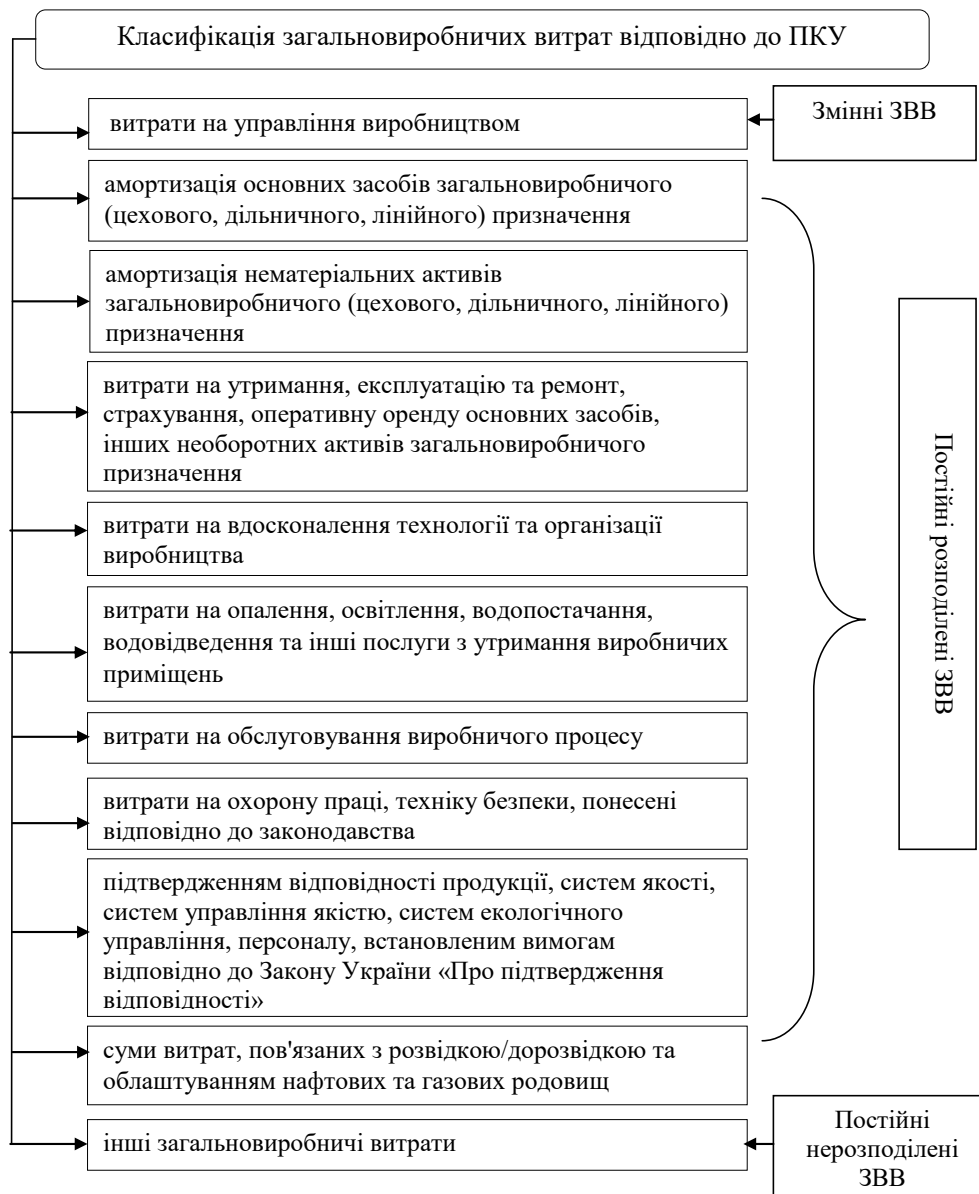 Класифікація загальновиробничих витрат відповідно до ПКУ
витрати на управління виробництвом
Змінні ЗВВ
амортизація основних засобів загальновиробничого
(цехового, дільничного, лінійного) призначення
амортизація нематеріальних активів
загальновиробничого (цехового, дільничного, лінійного)
призначення
витрати на утримання, експлуатацію та ремонт,
страхування, оперативну оренду основних засобів,
інших необоротних активів загальновиробничого
призначення
витрати на вдосконалення технології та організації
виробництва
витрати на опалення, освітлення, водопостачання,
водовідведення та інші послуги з утримання виробничих
приміщень
витрати на обслуговування виробничого процесу
витрати на охорону праці, техніку безпеки, понесені
відповідно до законодавства
підтвердженням відповідності продукції, систем якості,
систем управління якістю, систем екологічного
управління, персоналу, встановленим вимогам
відповідно до Закону України «Про підтвердження
відповідності»
суми витрат, пов'язаних з розвідкою/дорозвідкою та
облаштуванням нафтових та газових родовищ
Постійні розподілені ЗВВ
інші загальновиробничі витрати
Постійні
нерозподілені
ЗВВ